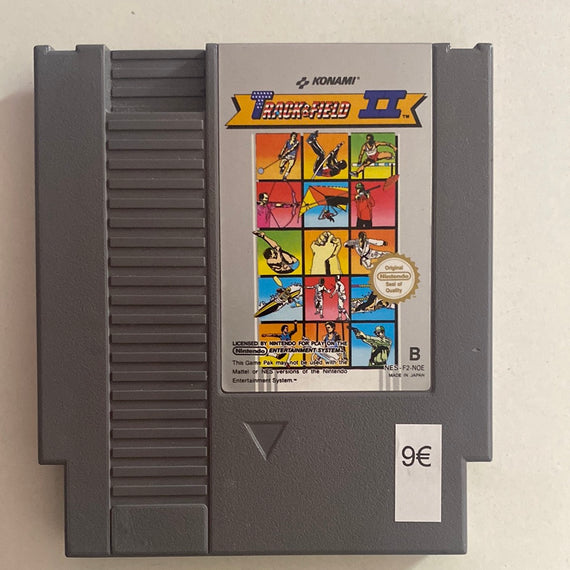 KONAMI®
TRACK & FIELD II™
Original
Nintendo
Seal of
Quality
LICENSED BY NINTENDO FOR PLAY ON THE
Nintendo ENTERTAINMENT SYSTEM
This Game Pak may not be used with the
Mattel or NES versions of the Nintendo
Entertainment System.™
B
NES-F2-NOE
MADE IN JAPAN
9€